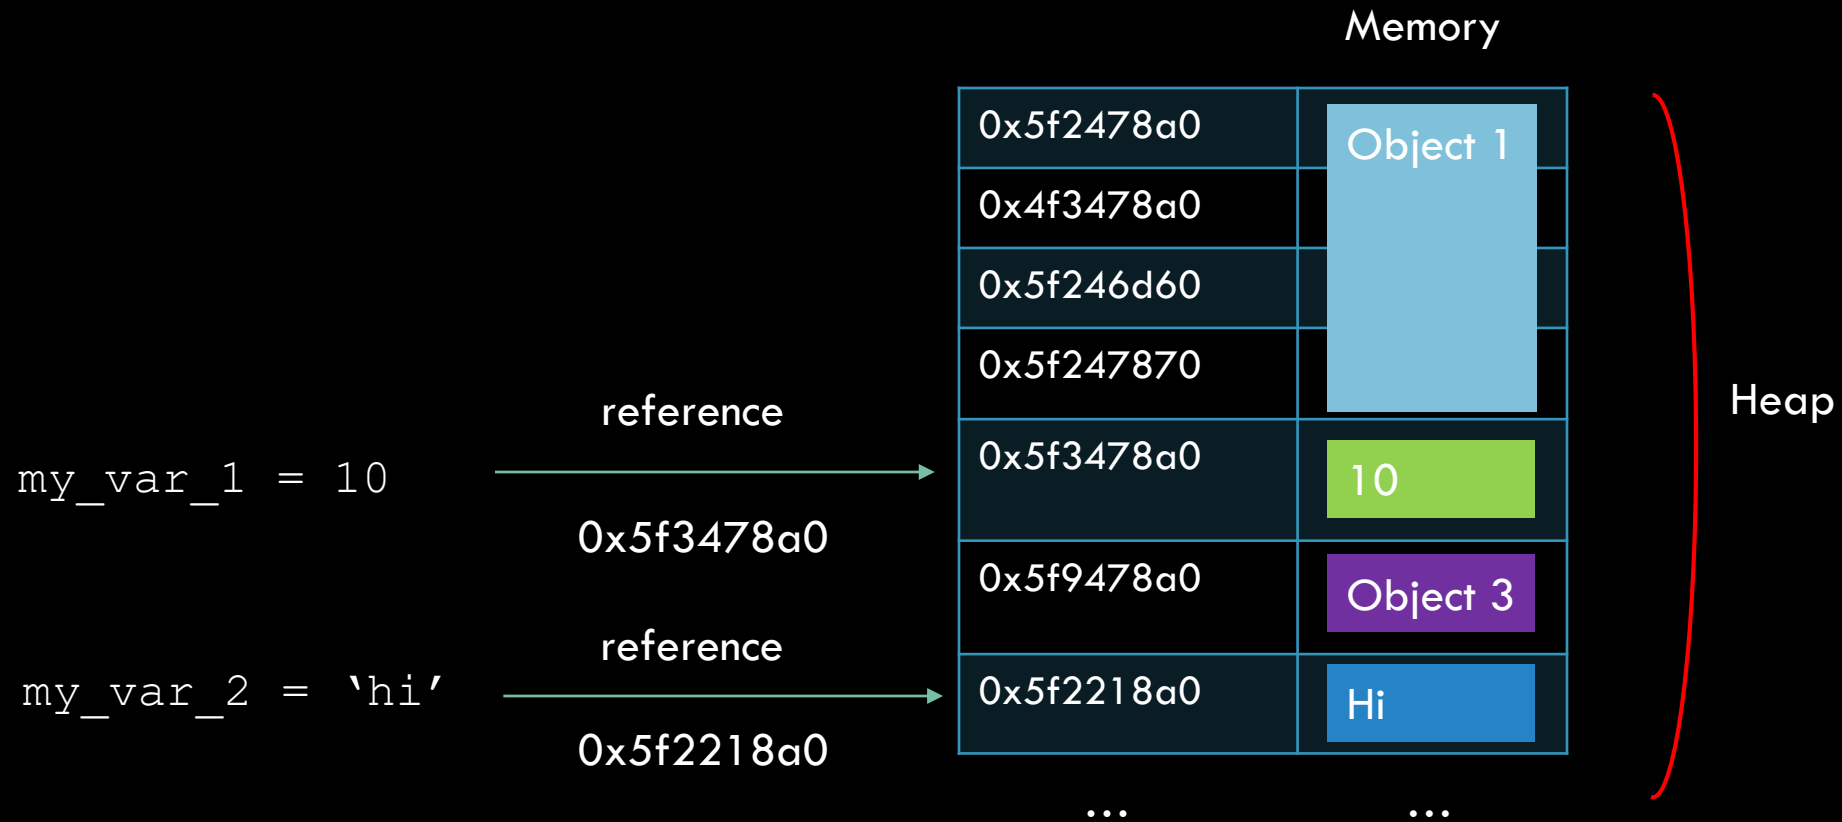 Memory
0x5f2478a0 Object 1
0x4f3478a0
0x5f246d60
0x5f247870
Heap
reference
my_var_1 = 10
0x5f3478a0 10
0x5f3478a0
0x5f9478a0 Object 3
reference
my_var_2 = ‘hi’
0x5f2218a0 Hi
0x5f2218a0
... ...